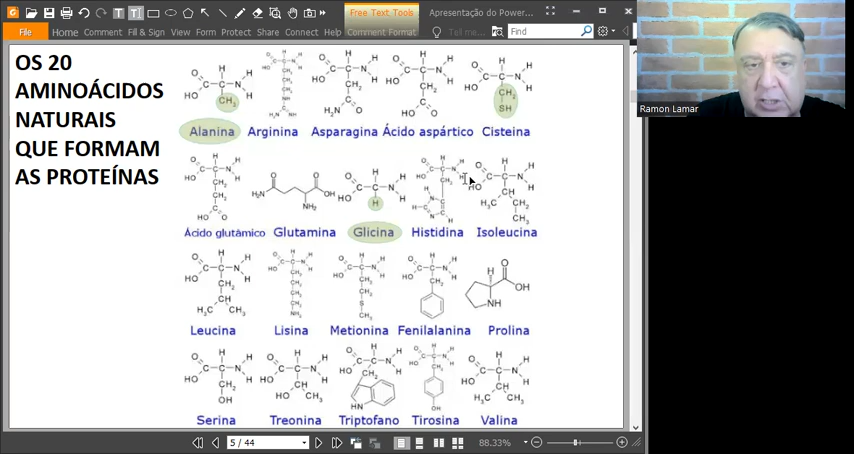 Free Text Tools
Apresentação do Power...
File
Home
Comment
Fill & Sign
View
Form
Protect
Share
Connect
Help
Comment Format
Tell me...
Find
Ramon Lamar
OS 20
AMINOÁCIDOS
NATURAIS
QUE FORMAM
AS PROTEÍNAS
Alanina Arginina Asparagina Ácido aspártico Cisteina
Ácido glutâmico Glutamina Glicina Histidina Isoleucina
Leucina Lisina Metionina Fenilalanina Prolina
Serina Treonina Triptofano Tirosina Valina
5 / 44
88.33%